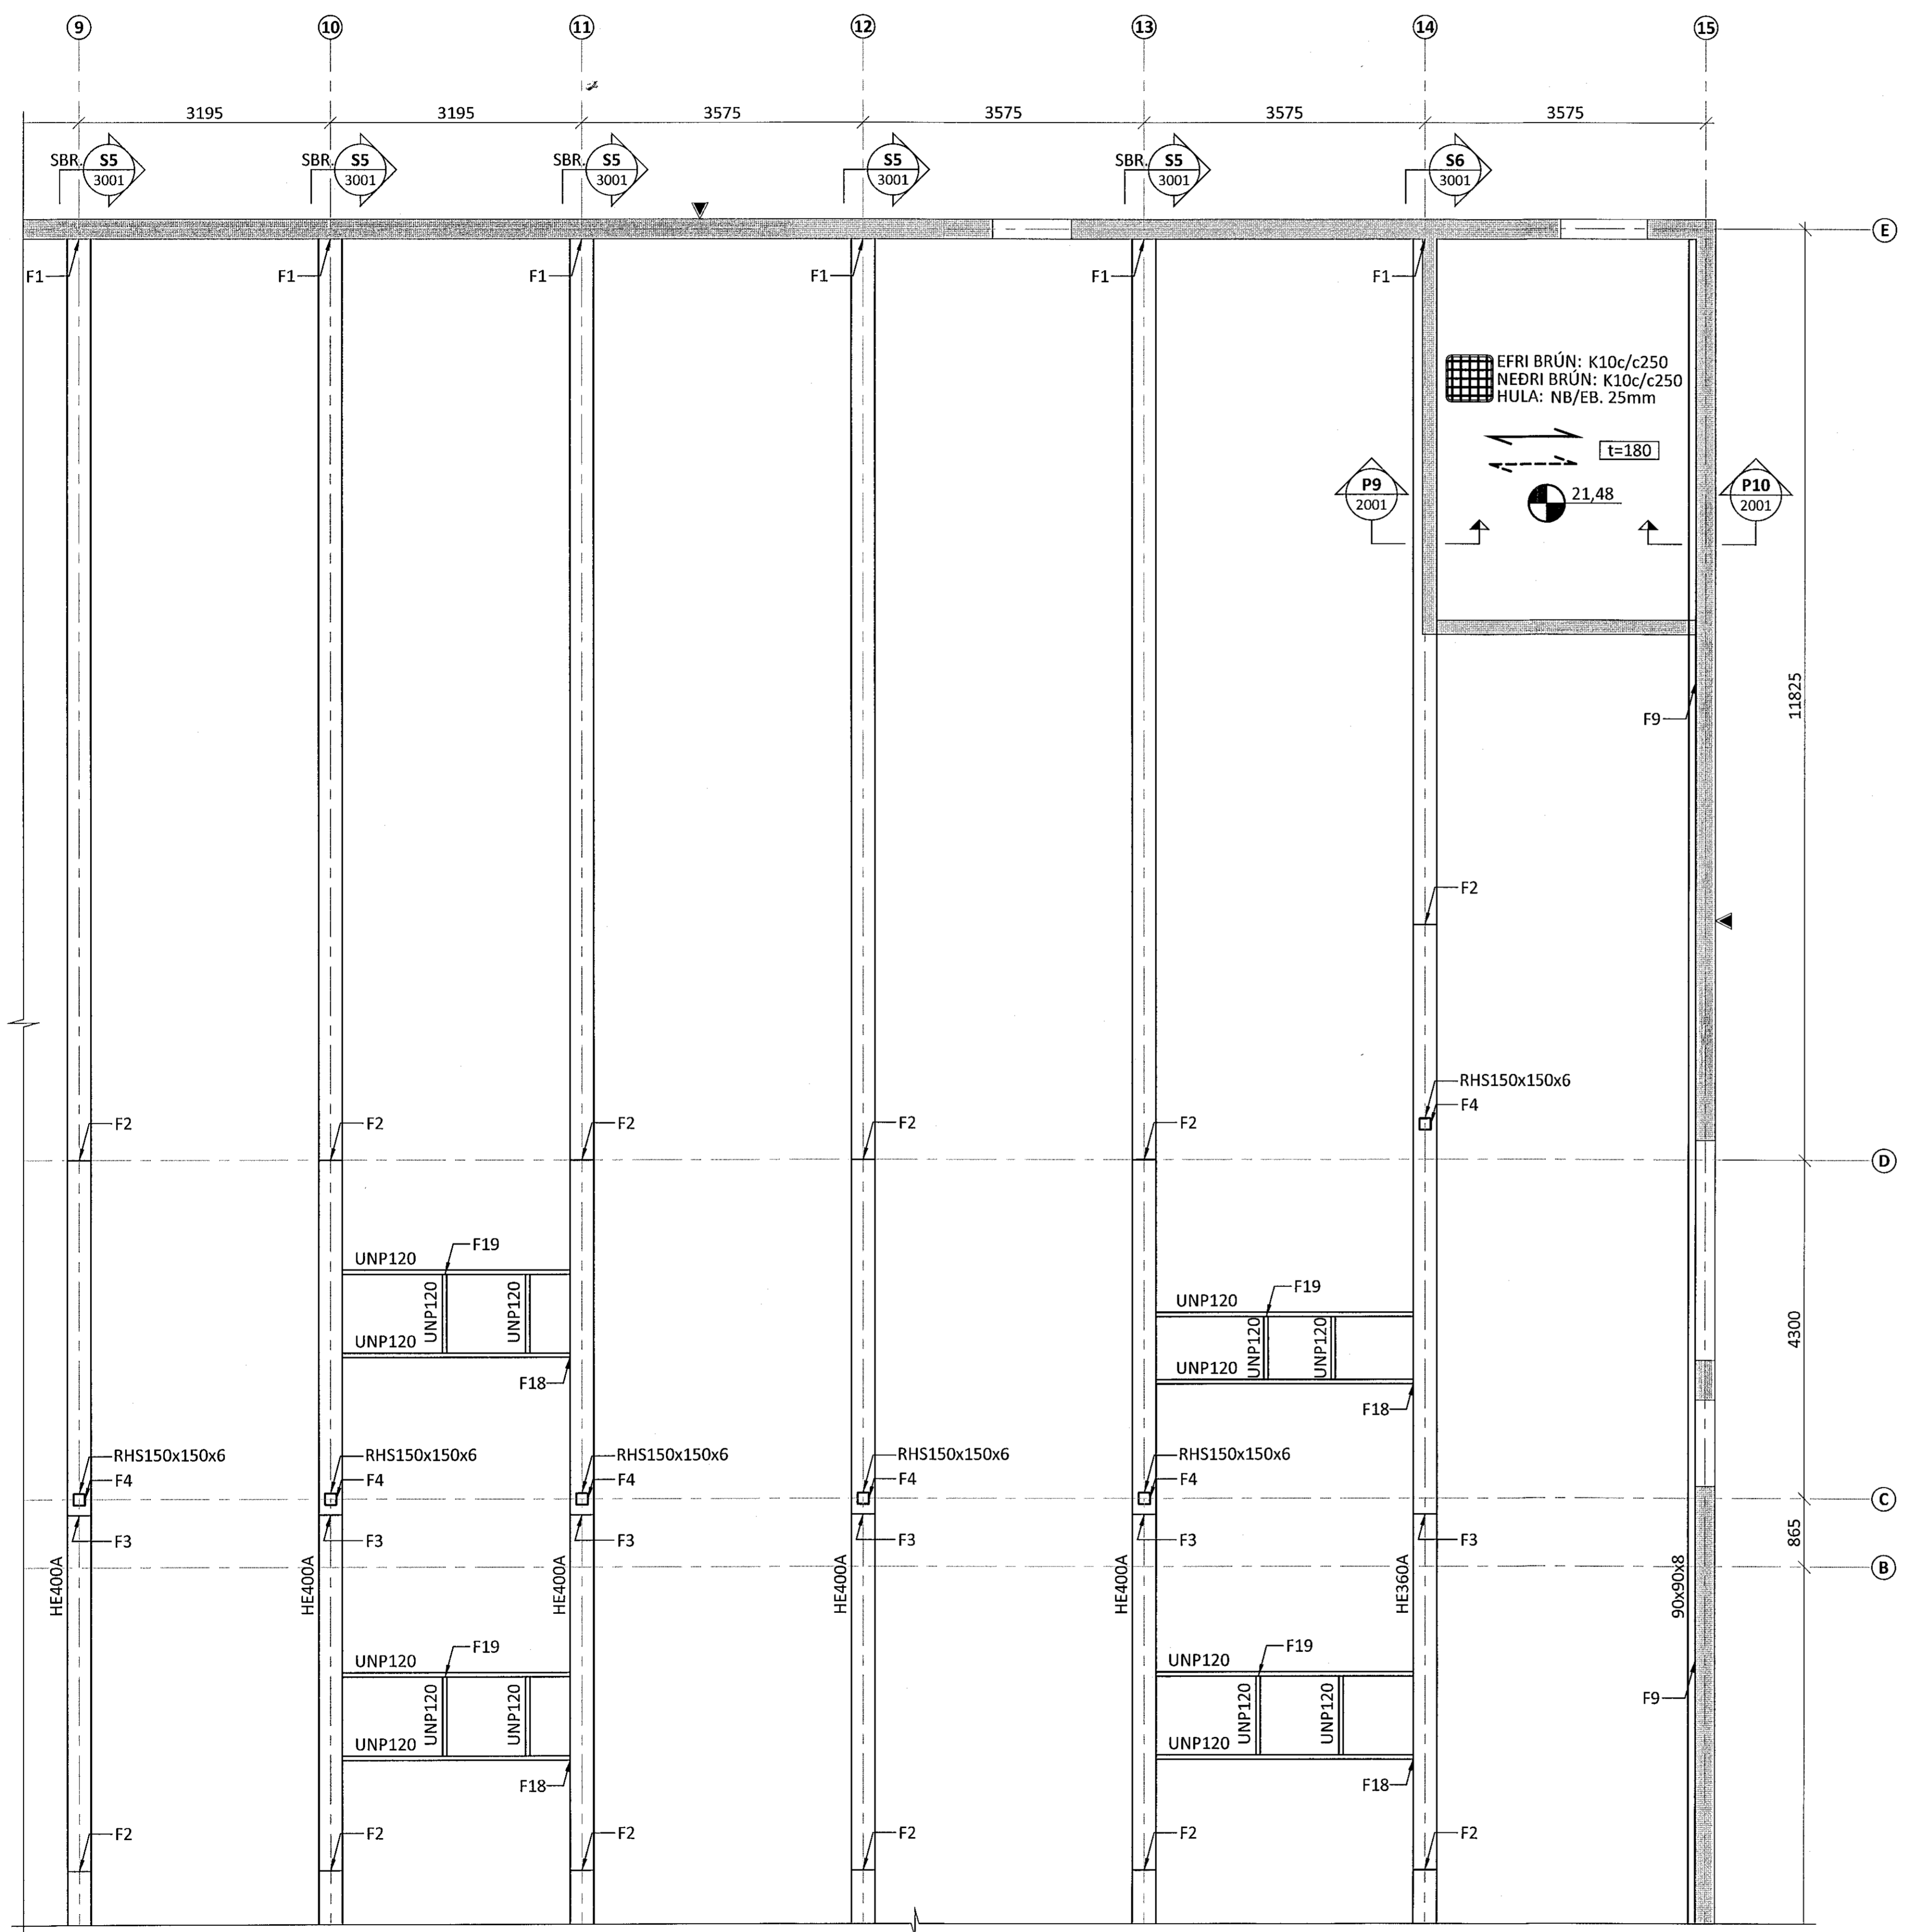 9 10 11 12 13 14 15
3195 3195 3575 3575 3575 3575
SBR. S5 SBR. S5 SBR. S5 S5 SBR. S5 S6
3001 3001 3001 3001 3001 3001
E
F1 F1 F1 F1 F1 F1
EFRI BRÚN: K10c/c250
NEÐRI BRÚN: K10c/c250
HULA: NB/EB. 25mm
t=180
P9 21,48 P10
2001 2001
11825
F9
F2
RHS150x150x6
F4
F2 F2 F2 F2 F2
D
F19
UNP120
UNP120 UNP120
UNP120
F18
F19
UNP120
UNP120 UNP120
UNP120
F18
4300
RHS150x150x6 RHS150x150x6 RHS150x150x6 RHS150x150x6 RHS150x150x6
F4 F4 F4 F4 F4
C
F3 F3 F3 F3 F3 F3
865
B
HE400A HE400A HE400A HE400A HE400A HE360A 90x90x8
F19
UNP120
UNP120 UNP120
UNP120
F18
F19
UNP120
UNP120 UNP120
UNP120
F18
F9
F2 F2 F2 F2 F2 F2